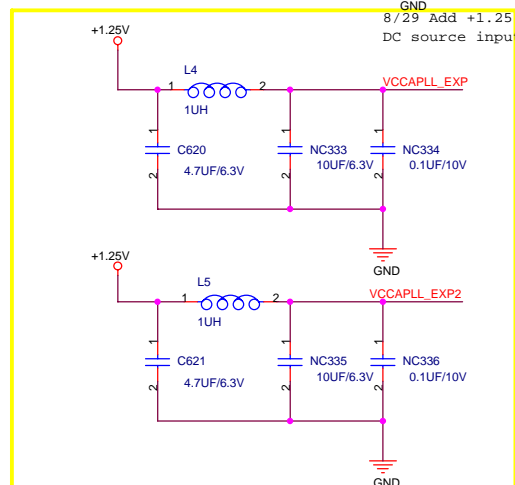 GND
8/29 Add +1.25
DC source input
+1.25V
L4
1 2
VCCAPLL_EXP
1UH
1 1 1
C620 NC333 NC334
4.7UF/6.3V 10UF/6.3V 0.1UF/10V
2 2 2
GND
+1.25V
L5
1 2
VCCAPLL_EXP2
1UH
1 1 1
C621 NC335 NC336
4.7UF/6.3V 10UF/6.3V 0.1UF/10V
2 2 2
GND